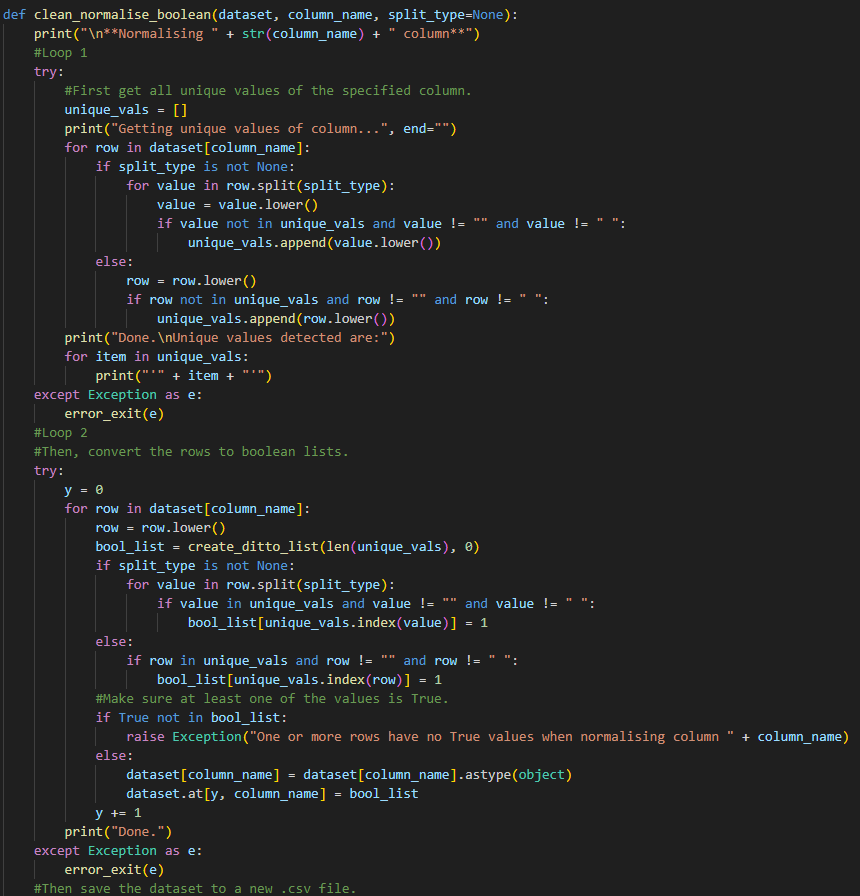 def clean_normalise_boolean(dataset, column_name, split_type=None):
    print("\n**Normalising " + str(column_name) + " column**")
    #Loop 1
    try:
        #First get all unique values of the specified column.
        unique_vals = []
        print("Getting unique values of column...", end="")
        for row in dataset[column_name]:
            if split_type is not None:
                for value in row.split(split_type):
                    value = value.lower()
                    if value not in unique_vals and value != "" and value != " ":
                        unique_vals.append(value.lower())
            else:
                row = row.lower()
                if row not in unique_vals and row != "" and row != " ":
                    unique_vals.append(row.lower())
        print("Done.\nUnique values detected are:")
        for item in unique_vals:
            print("'" + item + "'")
    except Exception as e:
        error_exit(e)
    #Loop 2
    #Then, convert the rows to boolean lists.
    try:
        y = 0
        for row in dataset[column_name]:
            row = row.lower()
            bool_list = create_ditto_list(len(unique_vals), 0)
            if split_type is not None:
                for value in row.split(split_type):
                    if value in unique_vals and value != "" and value != " ":
                        bool_list[unique_vals.index(value)] = 1
            else:
                if row in unique_vals and row != "" and row != " ":
                    bool_list[unique_vals.index(row)] = 1
            #Make sure at least one of the values is True.
            if True not in bool_list:
                raise Exception("One or more rows have no True values when normalising column " + column_name)
            else:
                dataset[column_name] = dataset[column_name].astype(object)
                dataset.at[y, column_name] = bool_list
            y += 1
        print("Done.")
    except Exception as e:
        error_exit(e)
    #Then save the dataset to a new .csv file.